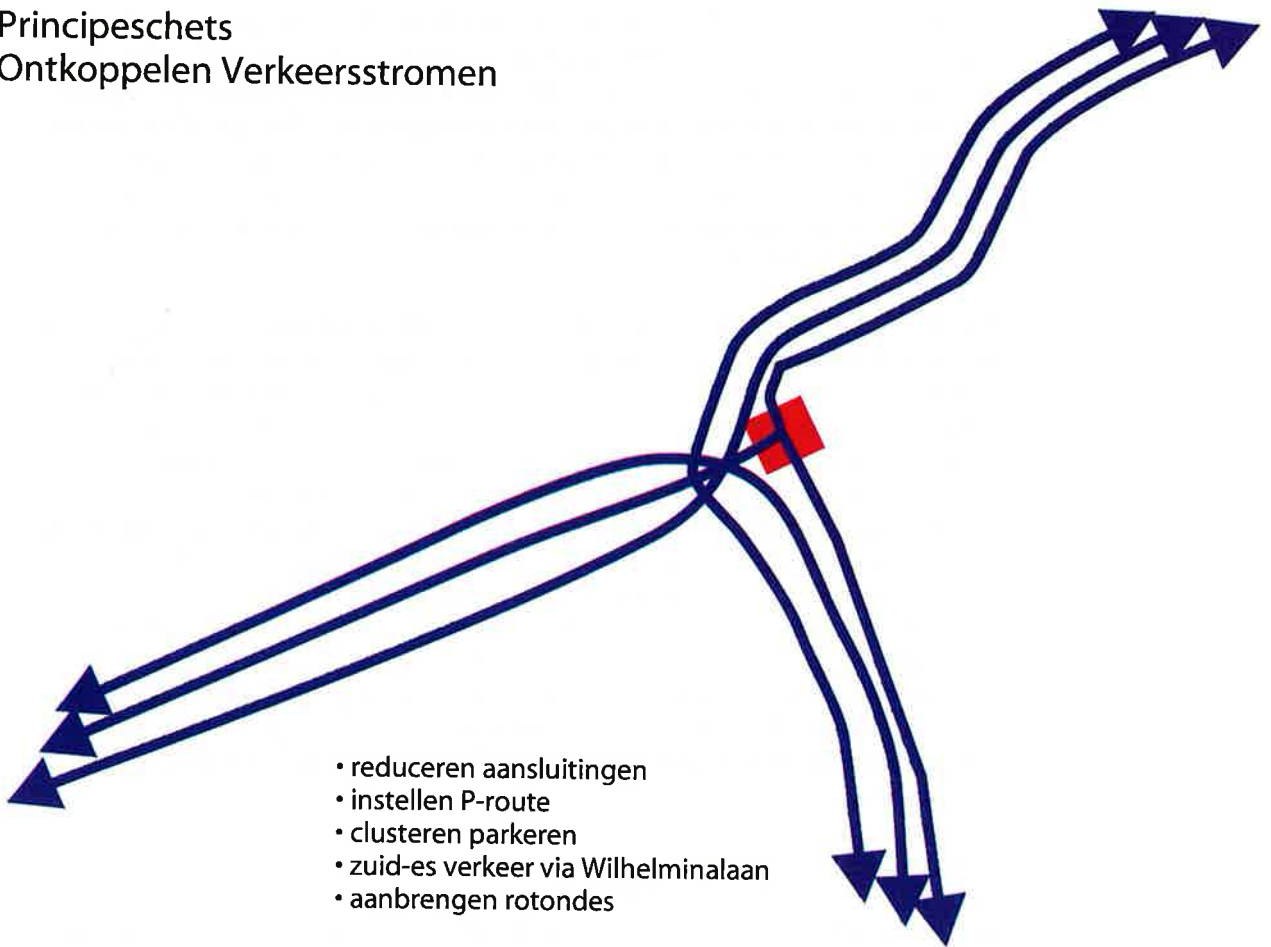 Principeschets
Ontkoppelen Verkeersstromen
• reduceren aansluitingen
• instellen P-route
• clusteren parkeren
• zuid-es verkeer via Wilhelminalaan
• aanbrengen rotondes